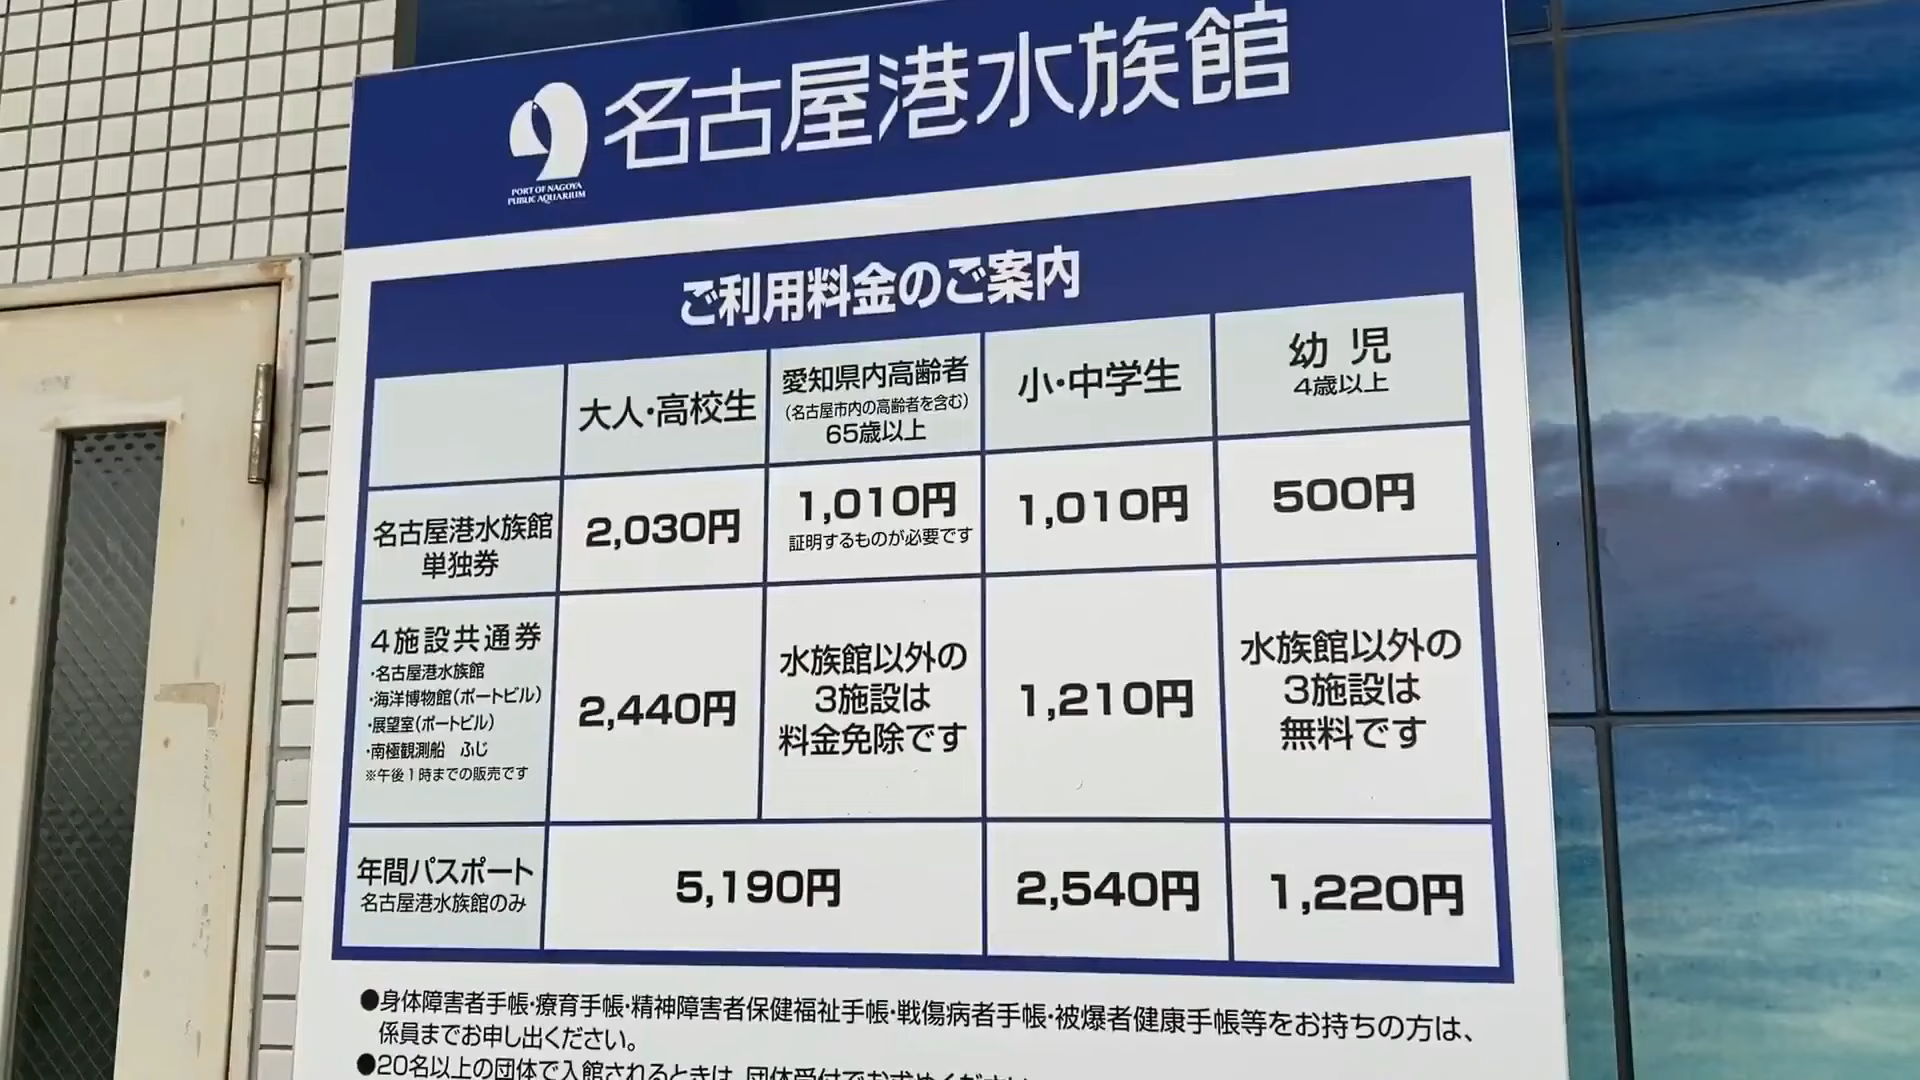 名古屋港水族館
PORT OF NAGOYA
PUBLIC AQUARIUM
ご利用料金のご案内
大人・高校生
愛知県内高齢者
（名古屋市内の高齢者を含む）
65歳以上
小・中学生
幼 児
4歳以上
名古屋港水族館
単独券
2,030円
1,010円
証明するものが必要です
1,010円
500円
4施設共通券
・名古屋港水族館
・海洋博物館（ポートビル）
・展望室（ポートビル）
・南極観測船 ふじ
※午後1時までの販売です
2,440円
水族館以外の
3施設は
料金免除です
1,210円
水族館以外の
3施設は
無料です
年間パスポート
名古屋港水族館のみ
5,190円
2,540円
1,220円
●身体障害者手帳・療育手帳・精神障害者保健福祉手帳・戦傷病者手帳・被爆者健康手帳等をお持ちの方は、
係員までお申し出ください。
●20名以上の団体で入館されるときは、団体受付でお求めください